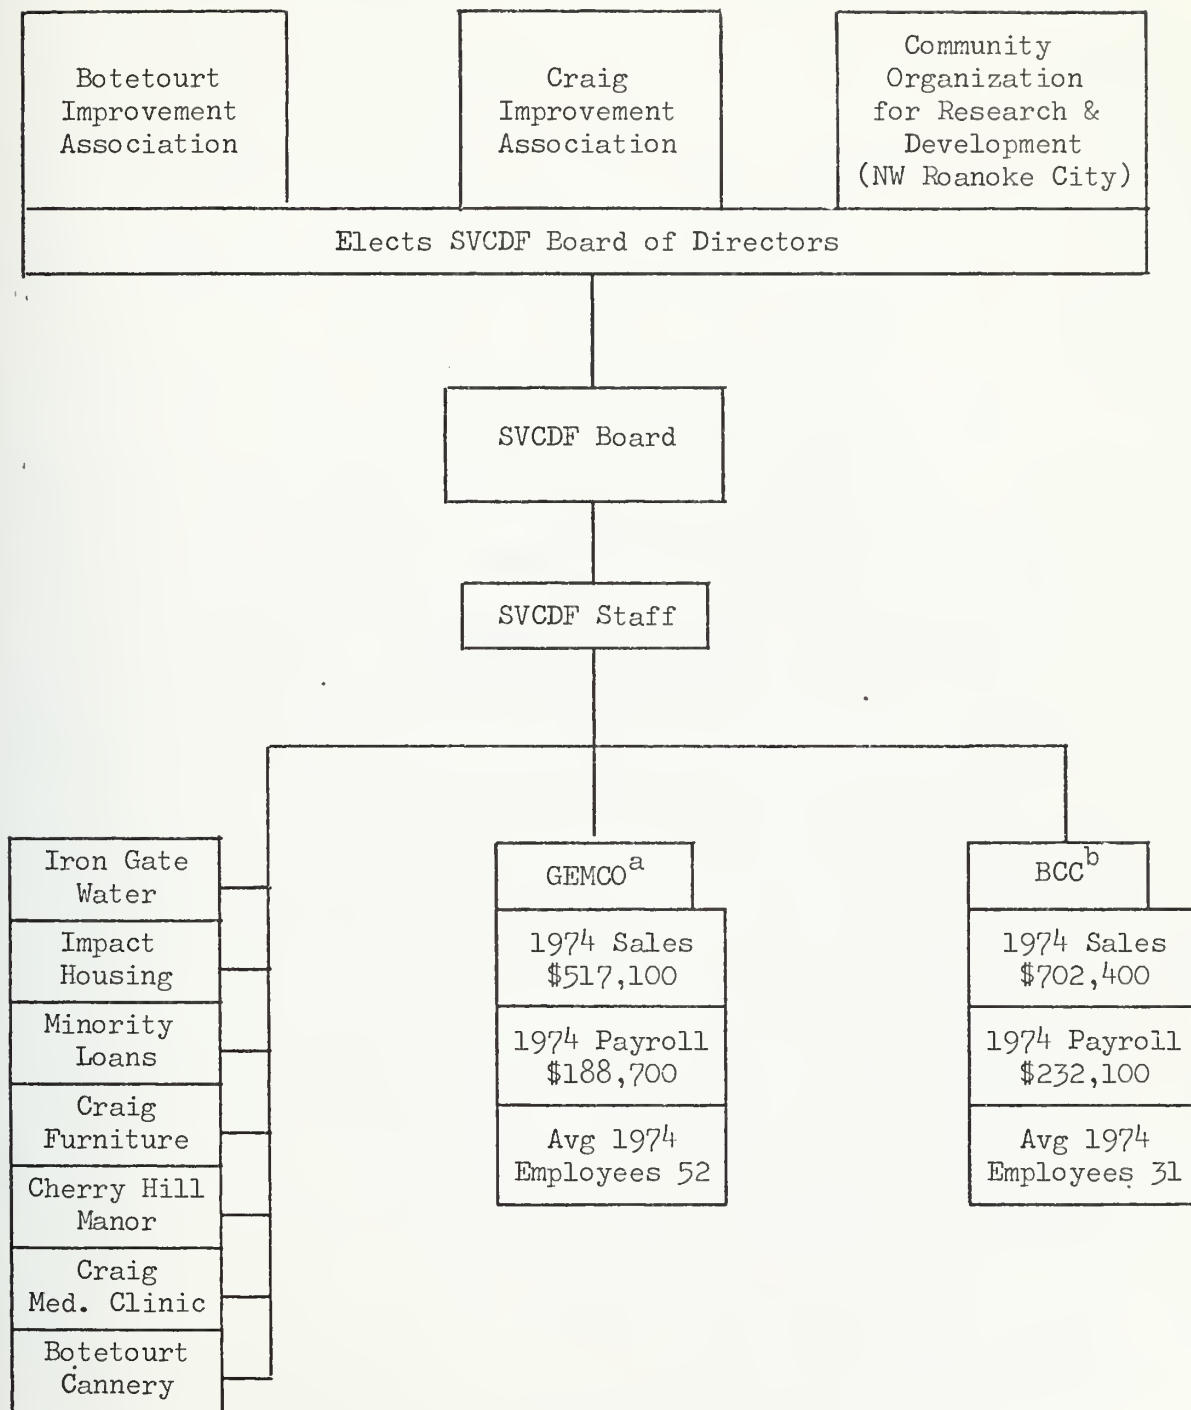 Botetourt
Improvement
Association
Craig
Improvement
Association
Community
Organization
for Research &
Development
(NW Roanoke City)
Elects SVCDF Board of Directors
SVCDF Board
SVCDF Staff
Iron Gate
Water
Impact
Housing
Minority
Loans
Craig
Furniture
Cherry Hill
Manor
Craig
Med. Clinic
Botetourt
Cannery
GEMCOa
1974 Sales
$517,100
1974 Payroll
$188,700
Avg 1974
Employees 52
BCCb
1974 Sales
$702,400
1974 Payroll
$232,100
Avg 1974
Employees 31